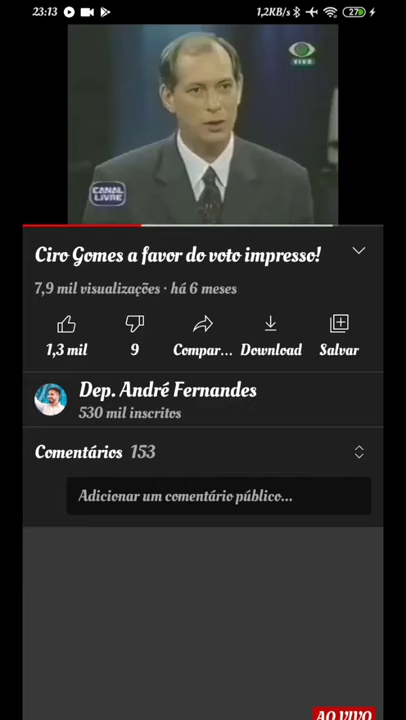 23:13
1,2KB/s
27
VIVO
CANAL
LIVRE
Ciro Gomes a favor do voto impresso!
7,9 mil visualizações · há 6 meses
1,3 mil
9
Compar...
Download
Salvar
Dep. André Fernandes
530 mil inscritos
Comentários 153
Adicionar um comentário público...
AO VIVO